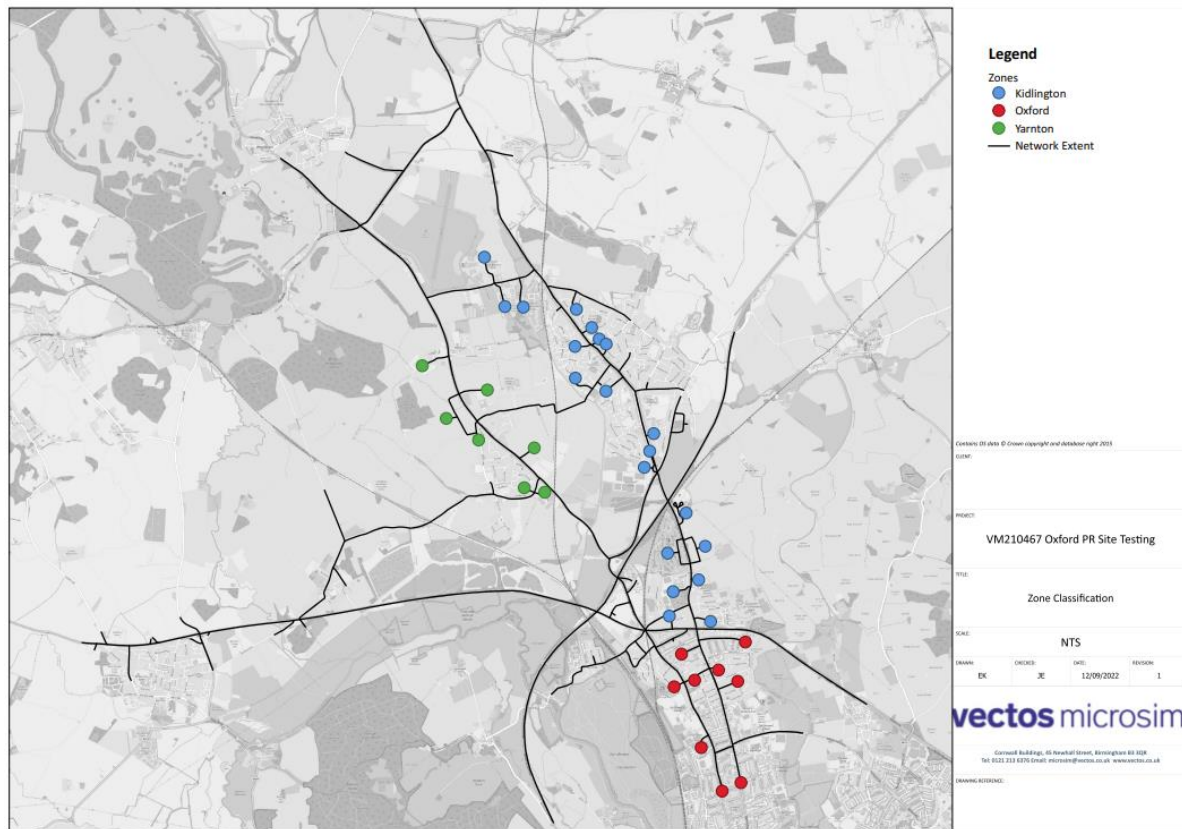 Legend
Zones
Kidlington
Oxford
Yarnton
Network Extent
Contains OS data © Crown copyright and database right 2015
CLIENT:
PROJECT:
VM210467 Oxford PR Site Testing
TITLE:
Zone Classification
SCALE:
NTS
DRAWN: CHECKED: DATE: REVISION:
EK JE 12/09/2022 1
vectos microsim
Cornwall Buildings, 45 Newhall Street, Birmingham B3 3QR
Tel: 0121 213 6376 Email: microsim@vectos.co.uk www.vectos.co.uk
DRAWING REFERENCE: